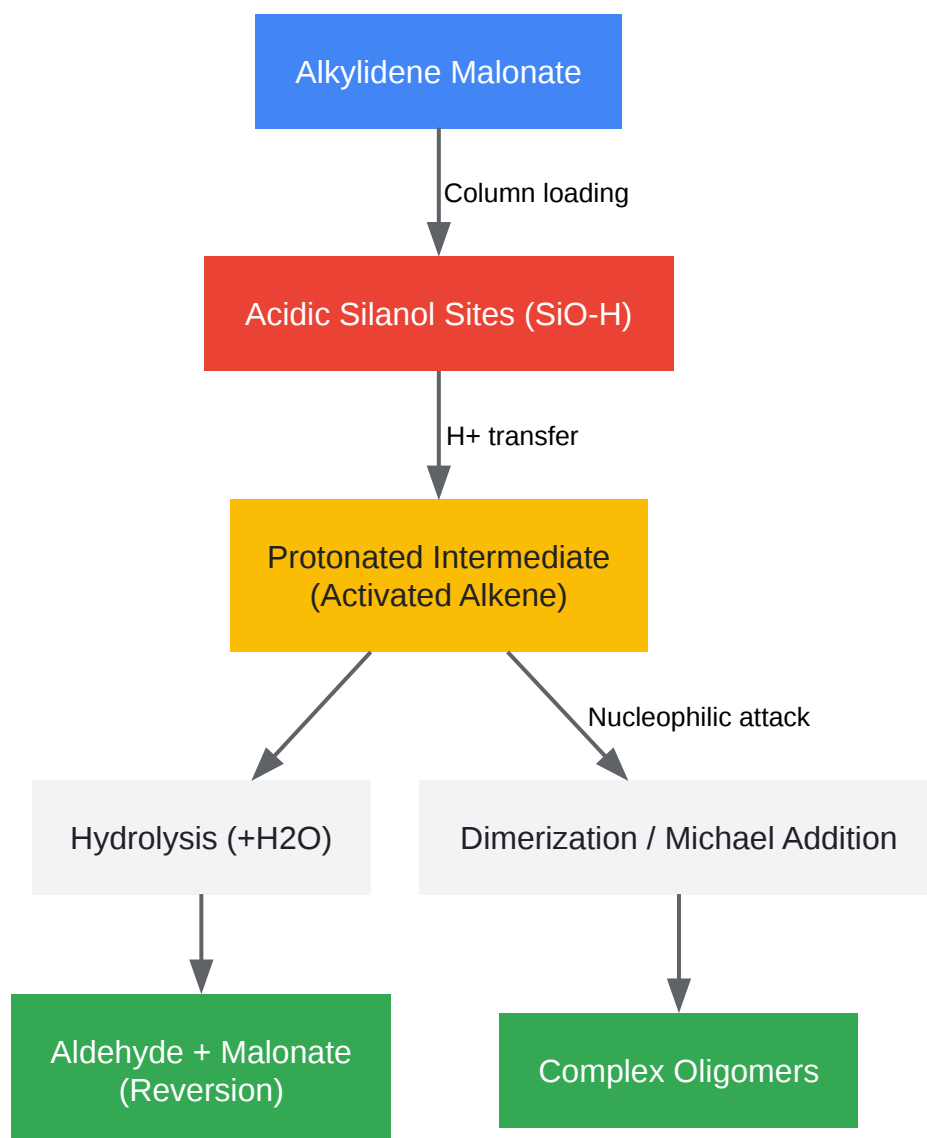 Alkylidene Malonate
Column loading
Acidic Silanol Sites (SiO-H)
H+ transfer
Protonated Intermediate
(Activated Alkene)
Nucleophilic attack
Hydrolysis (+H2O)
Dimerization / Michael Addition
Aldehyde + Malonate
(Reversion)
Complex Oligomers